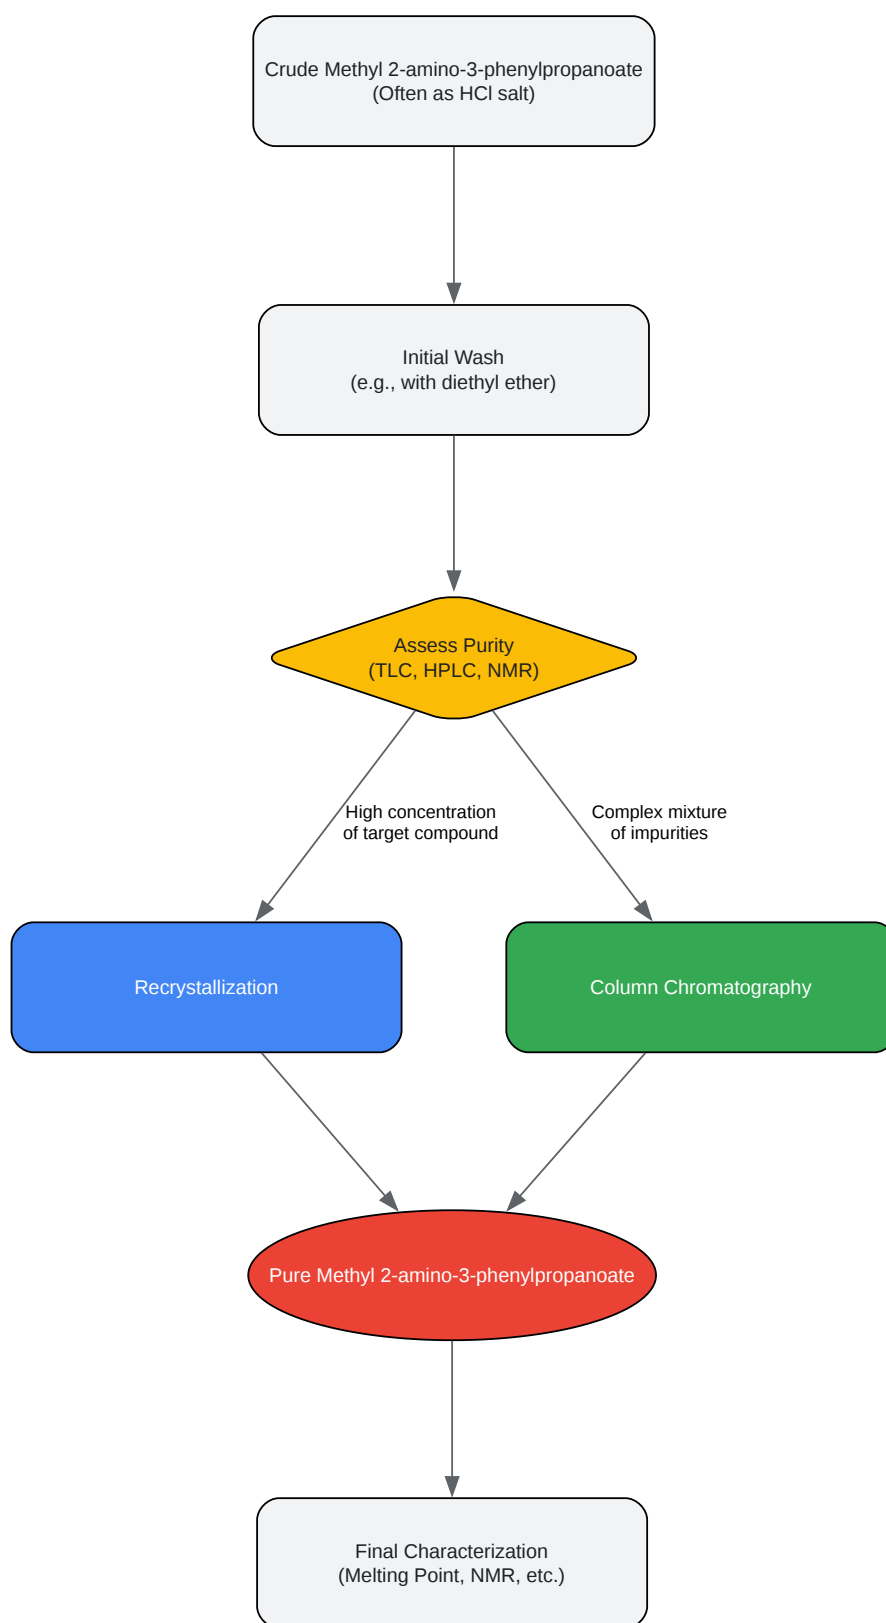 Crude Methyl 2-amino-3-phenylpropanoate
(Often as HCl salt)
Initial Wash
(e.g., with diethyl ether)
Assess Purity
(TLC, HPLC, NMR)
High concentration
of target compound
Complex mixture
of impurities
Recrystallization
Column Chromatography
Pure Methyl 2-amino-3-phenylpropanoate
Final Characterization
(Melting Point, NMR, etc.)